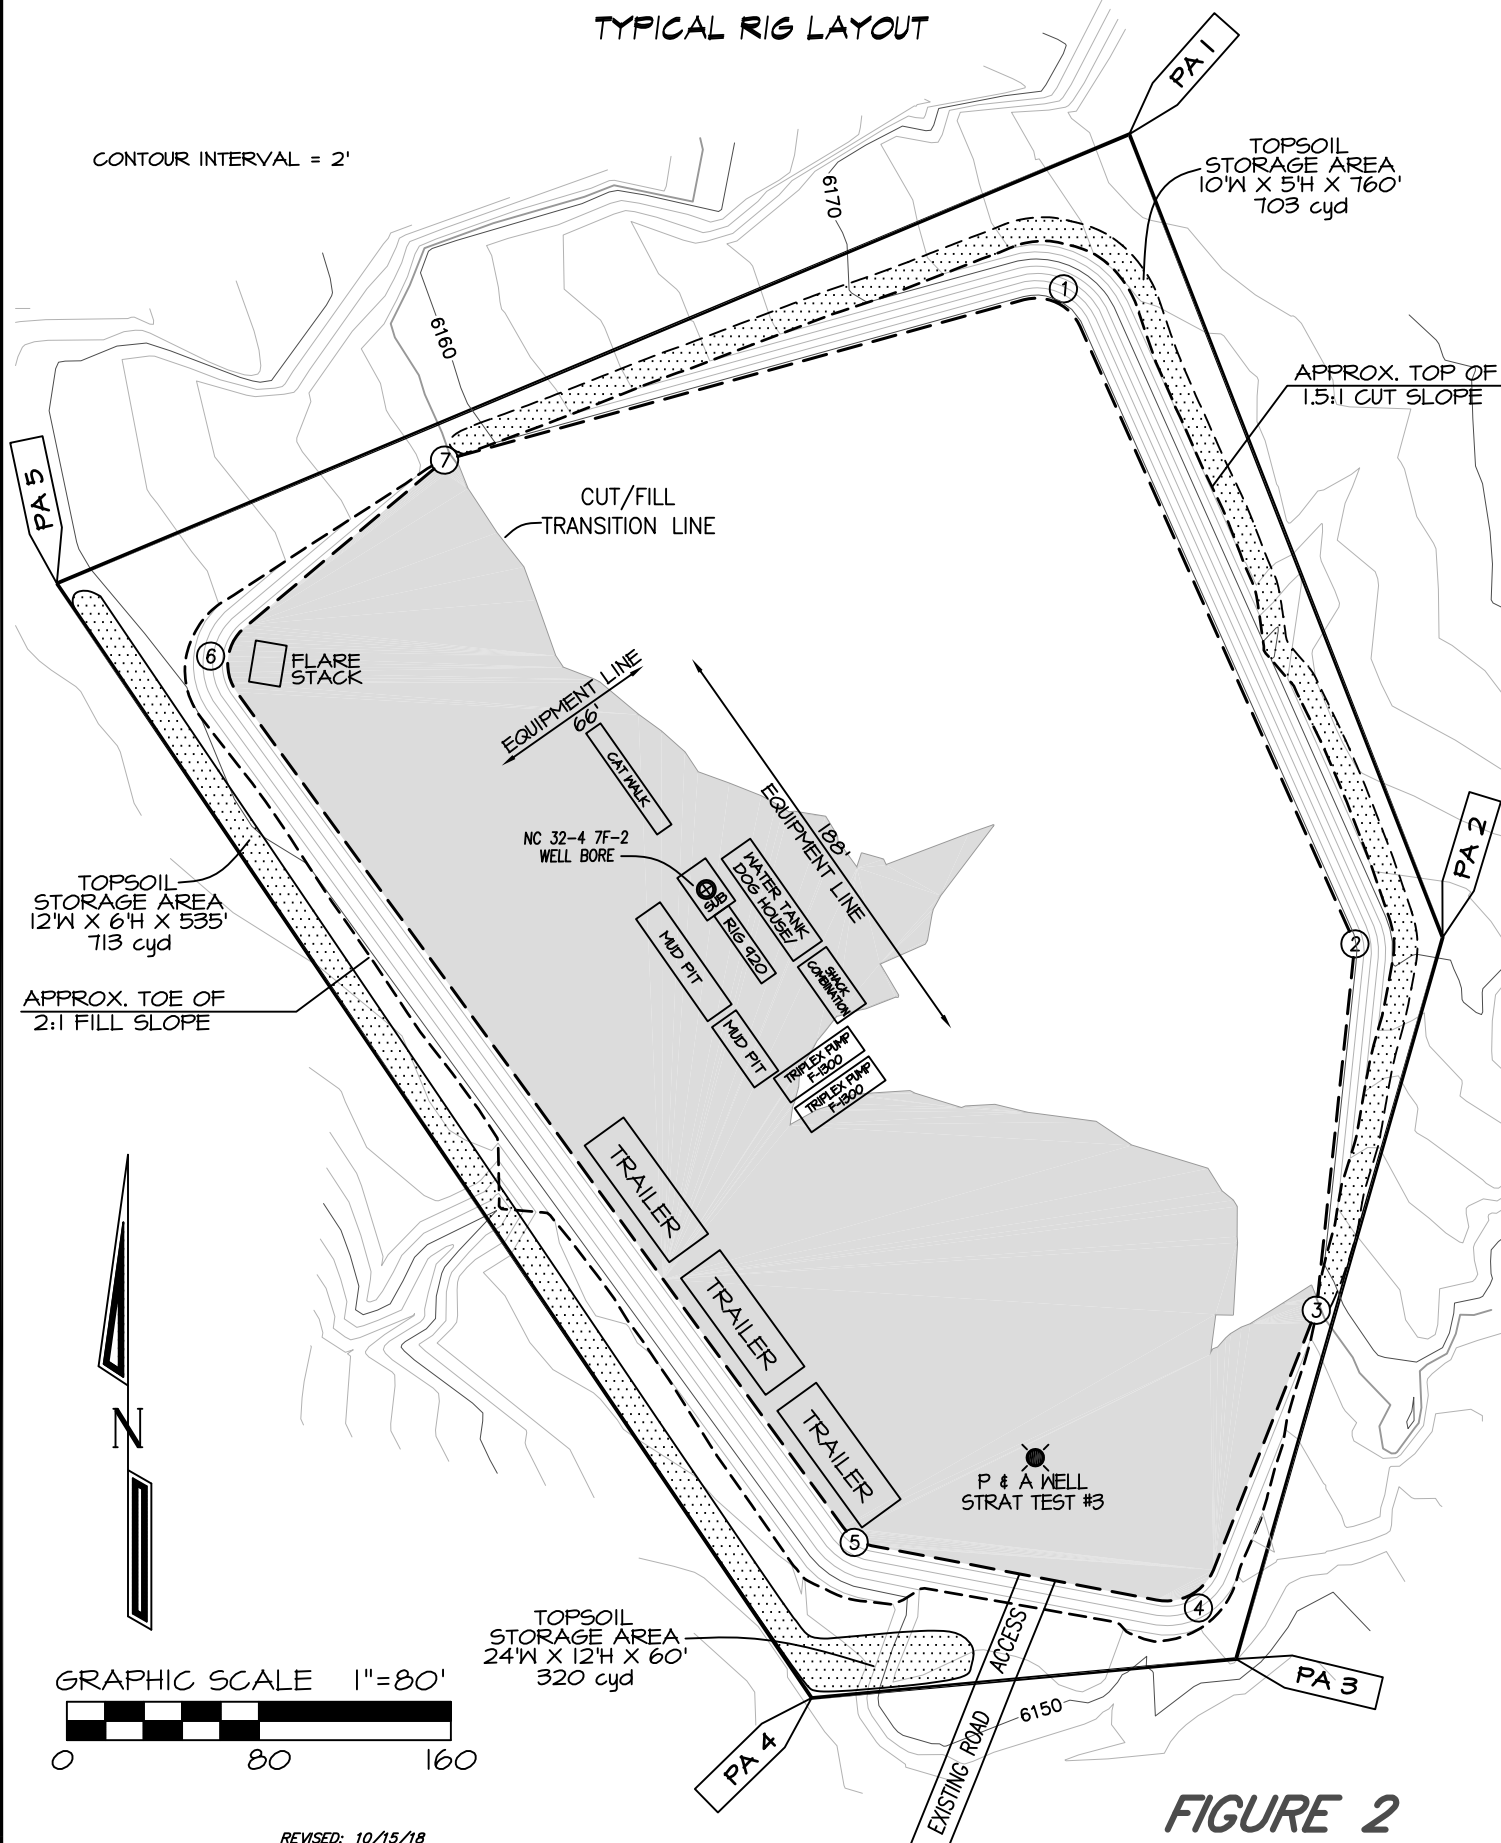 TYPICAL RIG LAYOUT
CONTOUR INTERVAL = 2'
PA 1
TOPSOIL
STORAGE AREA
10'W X 5'H X 760'
703 cyd
6170
6160
1
APPROX. TOP OF
1.5:1 CUT SLOPE
7
PA 5
CUT/FILL
TRANSITION LINE
6
FLARE
STACK
EQUIPMENT LINE
66'
CAT WALK
188'
EQUIPMENT LINE
NC 32-4 7F-2
WELL BORE
SUB
RIG 920
WATER TANK
DOG HOUSE/
SHACK
COMBINATION
MUD PIT
MUD PIT
TRIPLEX PUMP
F-1300
TRIPLEX PUMP
F-1300
PA 2
2
TOPSOIL
STORAGE AREA
12'W X 6'H X 535'
713 cyd
APPROX. TOE OF
2:1 FILL SLOPE
TRAILER
TRAILER
TRAILER
3
N
P & A WELL
STRAT TEST #3
5
4
TOPSOIL
STORAGE AREA
24'W X 12'H X 60'
320 cyd
EXISTING ROAD ACCESS
6150
PA 3
PA 4
GRAPHIC SCALE 1"=80'
0 80 160
FIGURE 2
REVISED: 10/15/18